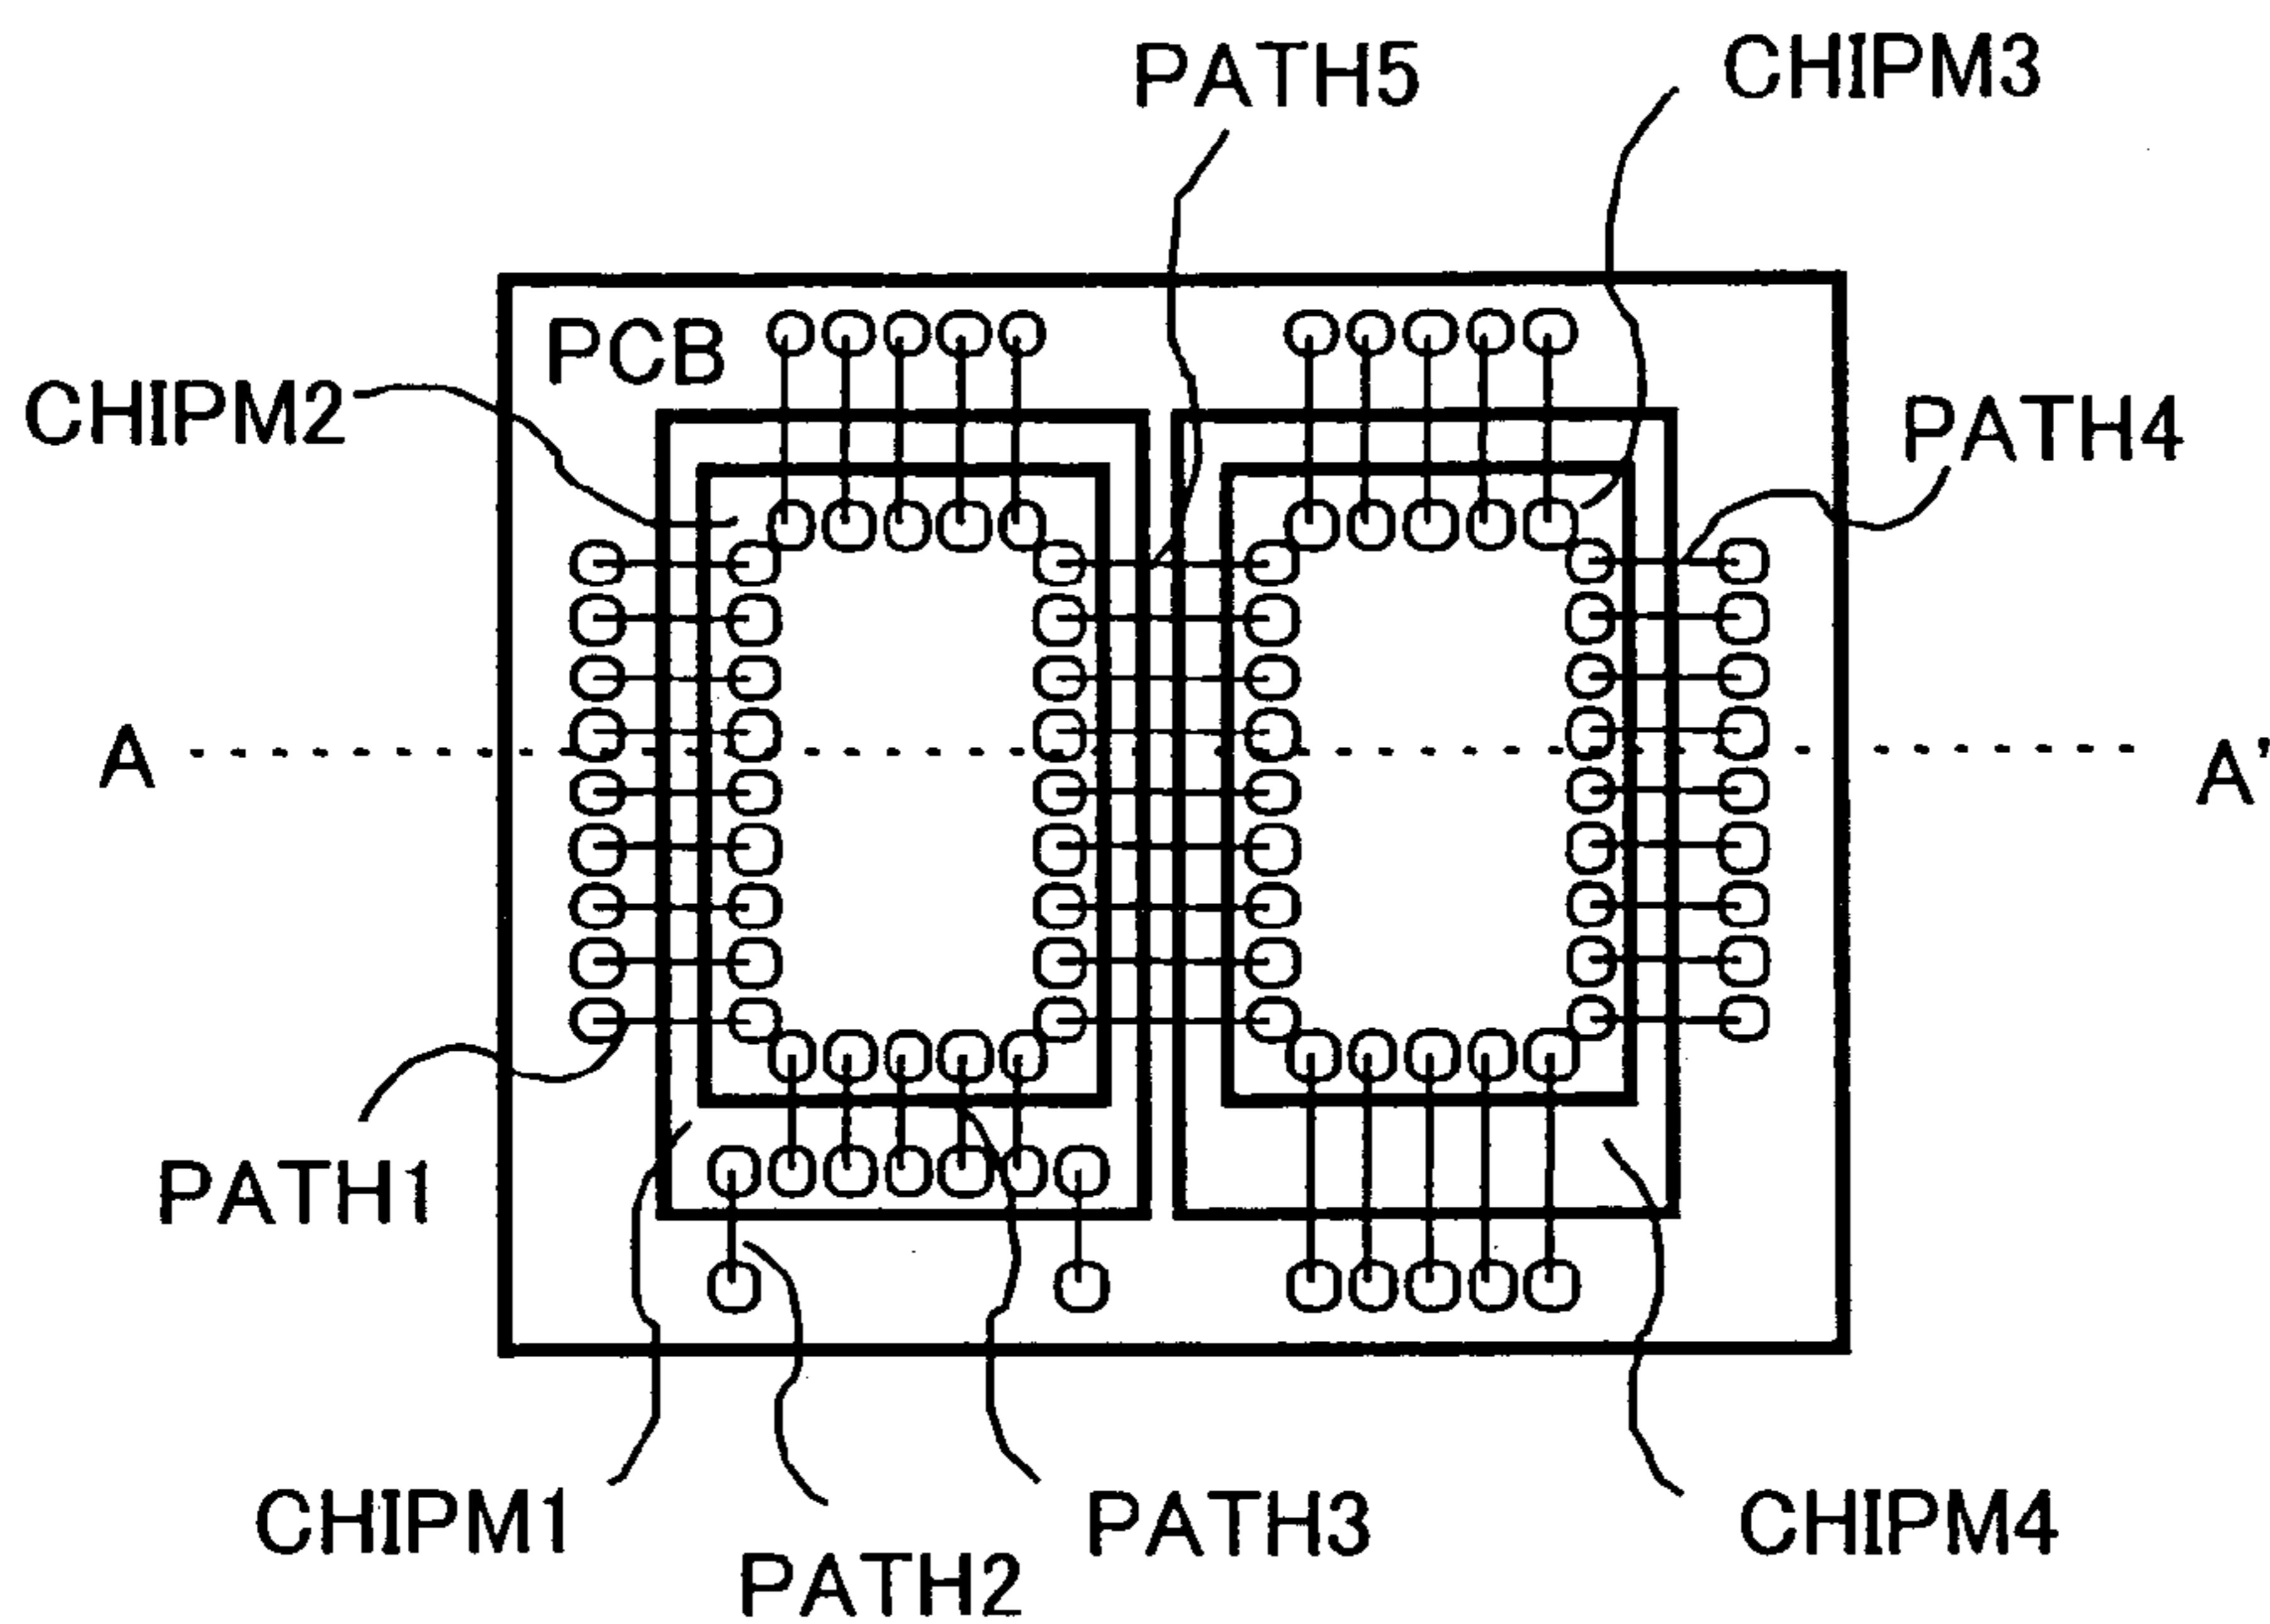 PATH5
CHIPM3
PCB
CHIPM2
PATH4
A
A'
PATH1
CHIPM1
PATH3
CHIPM4
PATH2